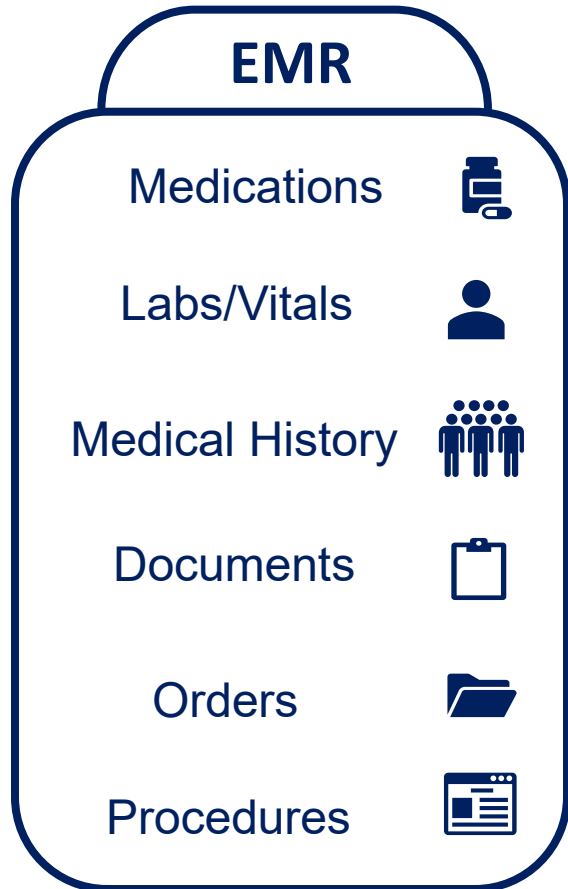 EMR
Medications
Labs/Vitals
Medical History
Documents
Orders
Procedures